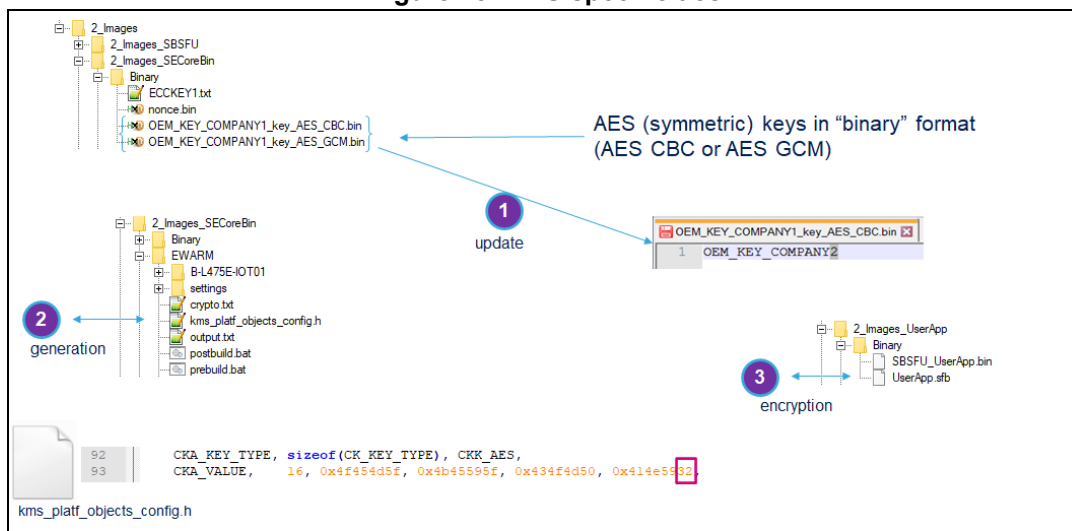 2_Images
2_Images_SBSFU
2_Images_SECoreBin
Binary
ECCKEY1.txt
nonce.bin
OEM_KEY_COMPANY1_key_AES_CBC.bin
OEM_KEY_COMPANY1_key_AES_GCM.bin
AES (symmetric) keys in “binary” format
(AES CBC or AES GCM)
1
update
OEM_KEY_COMPANY1_key_AES_CBC.bin
1 OEM_KEY_COMPANY2
2_Images_SECoreBin
Binary
EWARM
B-L475E-IOT01
settings
crypto.txt
kms_platf_objects_config.h
output.txt
postbuild.bat
prebuild.bat
2
generation
2_Images_UserApp
Binary
SBSFU_UserApp.bin
UserApp.sfb
3
encryption
92 CKA_KEY_TYPE, sizeof(CK_KEY_TYPE), CKK_AES,
93 CKA_VALUE, 16, 0x4f454d5f, 0x4b45595f, 0x434f4d50, 0x414e5932,
kms_platf_objects_config.h